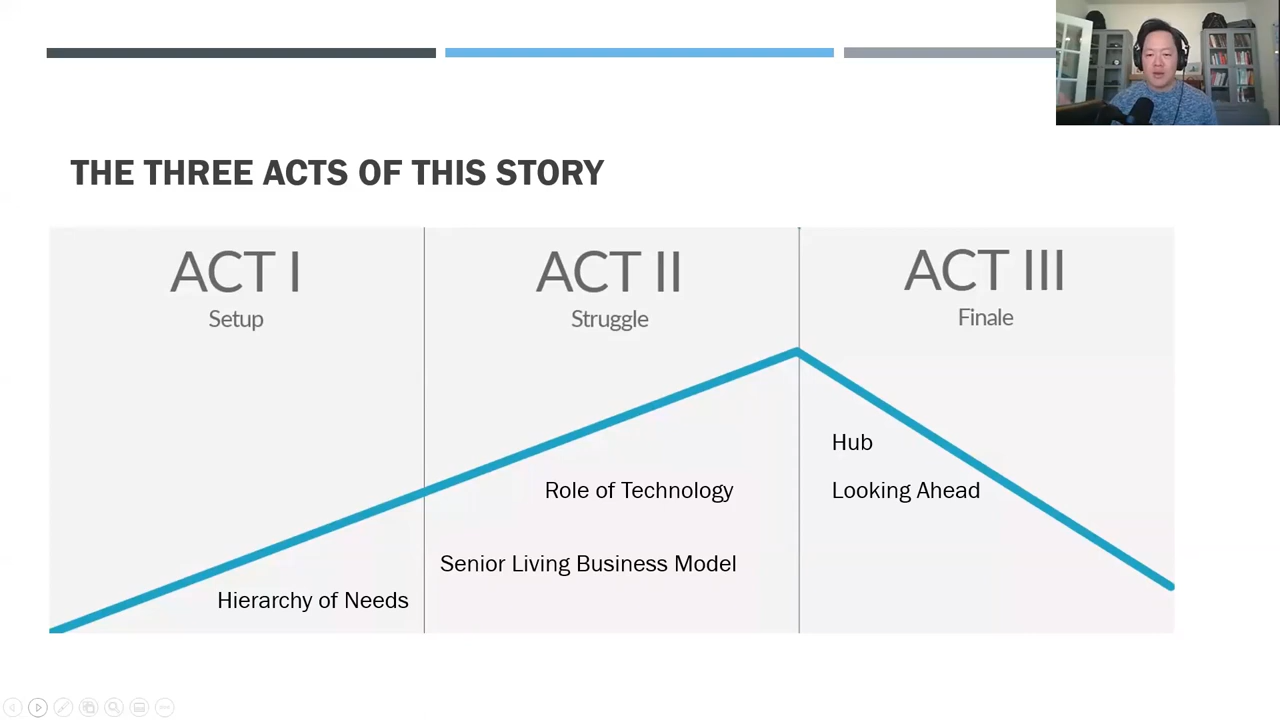 THE THREE ACTS OF THIS STORY
ACT I
Setup
ACT II
Struggle
ACT III
Finale
Hub
Role of Technology
Looking Ahead
Senior Living Business Model
Hierarchy of Needs